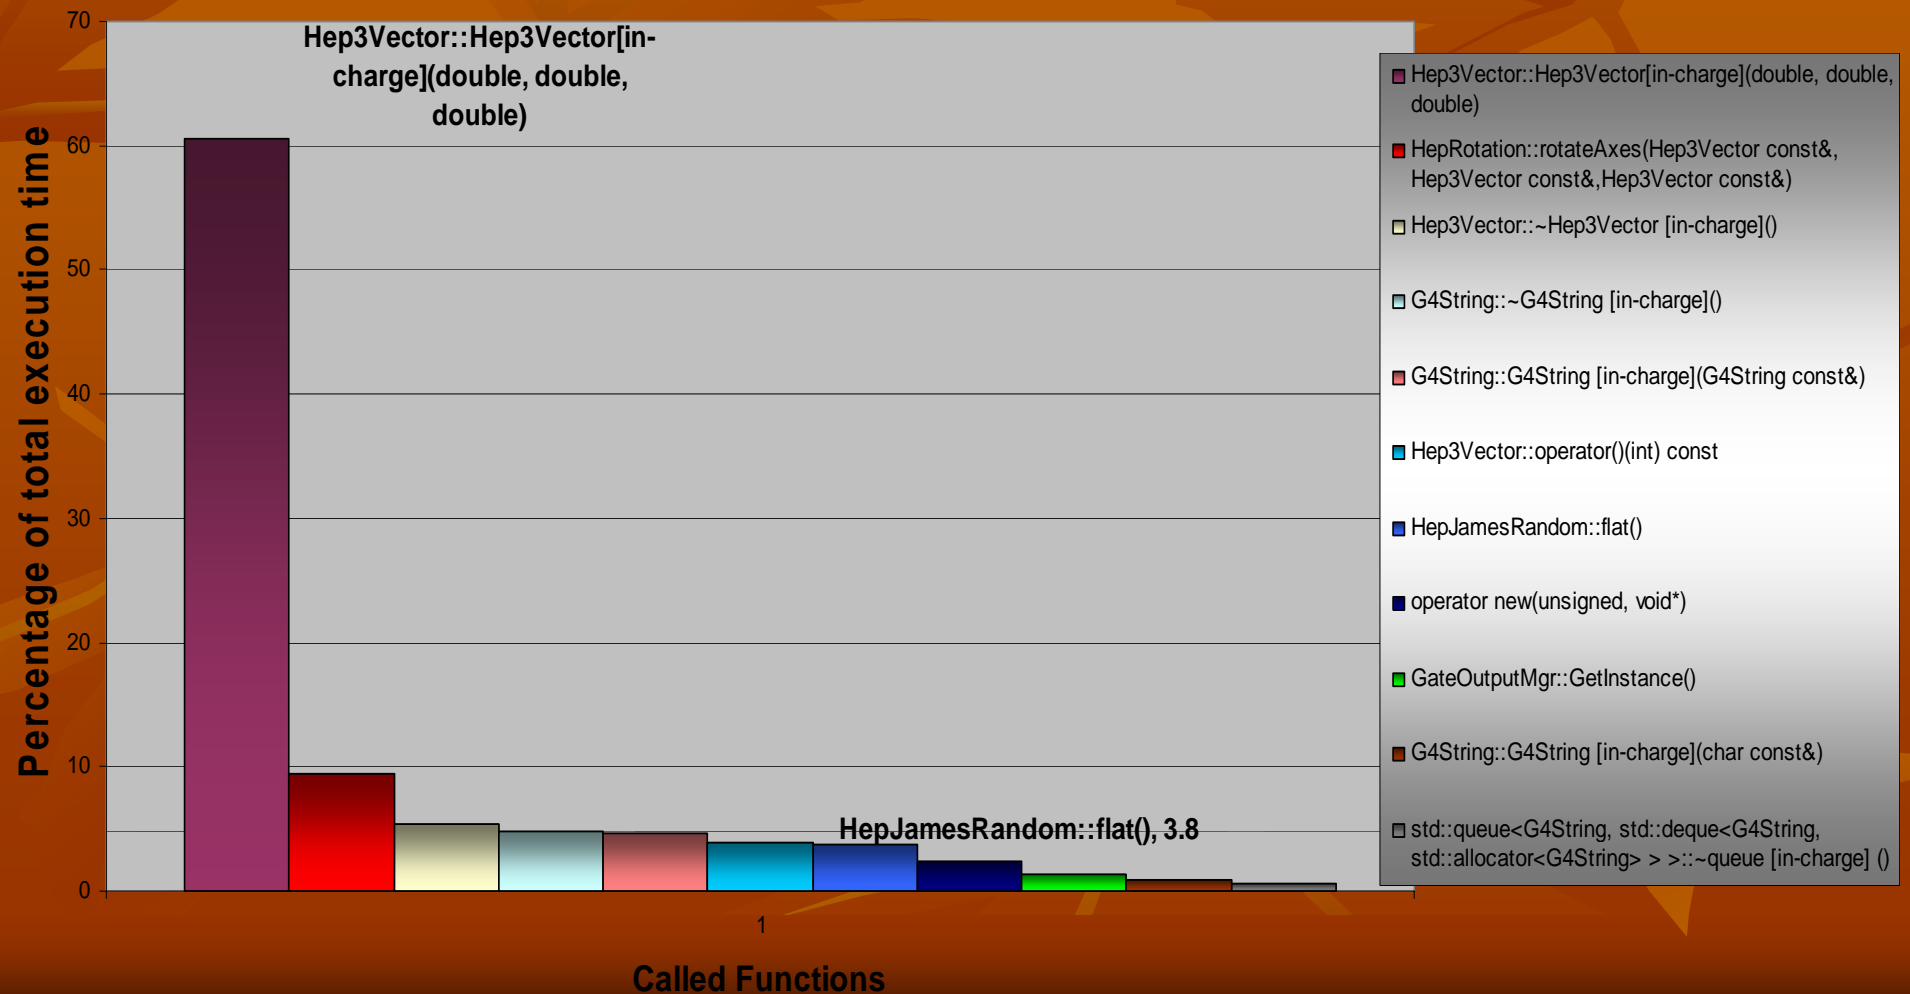 Hep3Vector::Hep3Vector[in-
charge](double, double,
double)
Percentage of total execution time
70
60
50
40
30
20
10
0
HepJamesRandom::flat(), 3.8
1
Called Functions
Hep3Vector::Hep3Vector[in-charge](double, double,
double)
HepRotation::rotateAxes(Hep3Vector const&,
Hep3Vector const&,Hep3Vector const&)
Hep3Vector::~Hep3Vector [in-charge]()
G4String::~G4String [in-charge]()
G4String::G4String [in-charge](G4String const&)
Hep3Vector::operator()(int) const
HepJamesRandom::flat()
operator new(unsigned, void*)
GateOutputMgr::GetInstance()
G4String::G4String [in-charge](char const&)
std::queue<G4String, std::deque<G4String,
std::allocator<G4String> > >::~queue [in-charge] ()